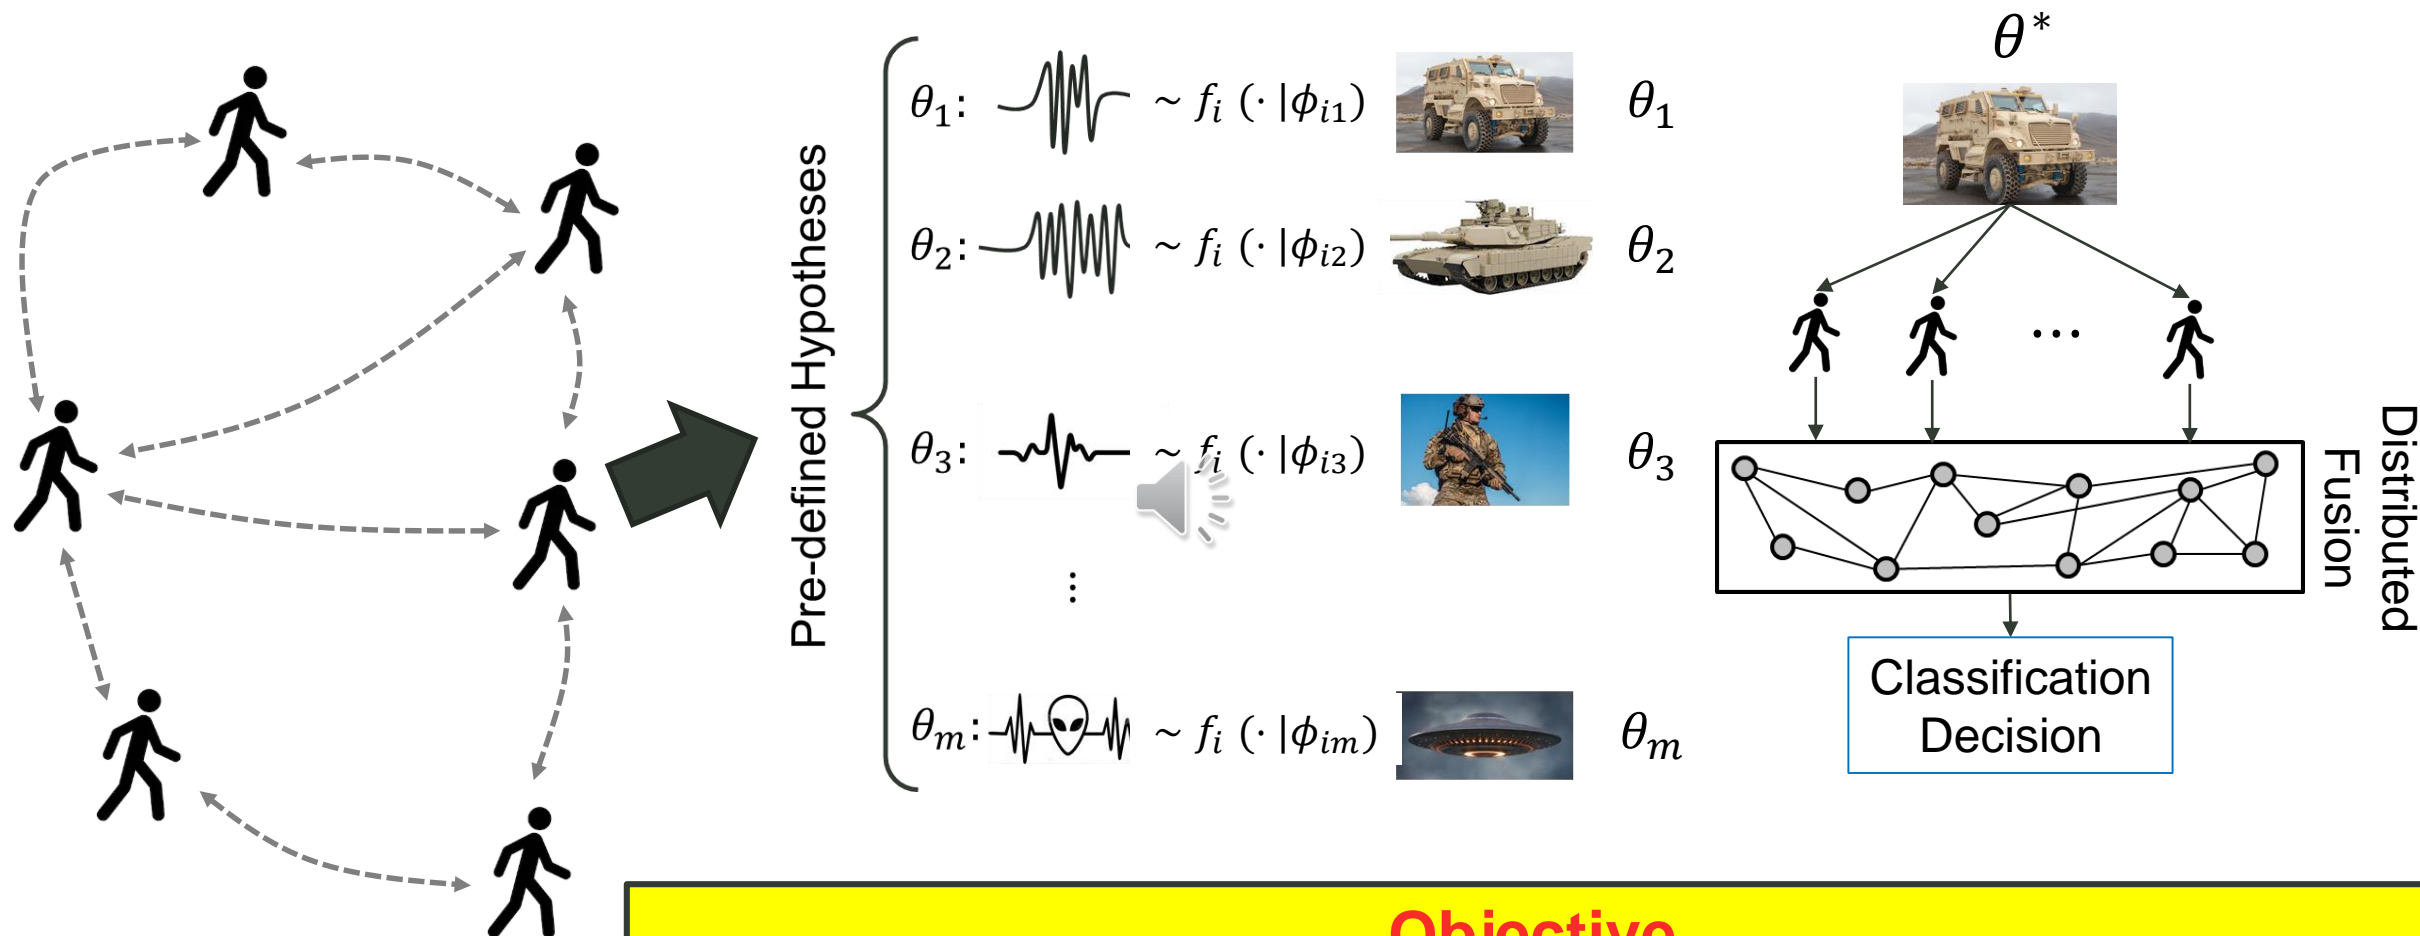 Pre-defined Hypotheses
θ₁: ~ fᵢ (· |ϕᵢ₁) θ₁
θ₂: ~ fᵢ (· |ϕᵢ₂) θ₂
θ₃: ~ fᵢ (· |ϕᵢ₃) θ₃
⋮
θₘ: ~ fᵢ (· |ϕᵢₘ) θₘ
θ*
...
Distributed
Fusion
Classification
Decision
Objective